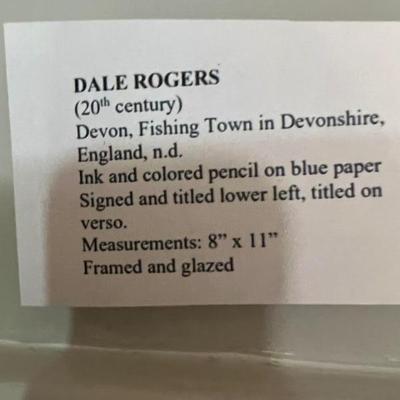 DALE ROGERS
(20th century)
Devon, Fishing Town in Devonshire,
England, n.d.
Ink and colored pencil on blue paper
Signed and titled lower left, titled on
verso.
Measurements: 8” x 11”
Framed and glazed